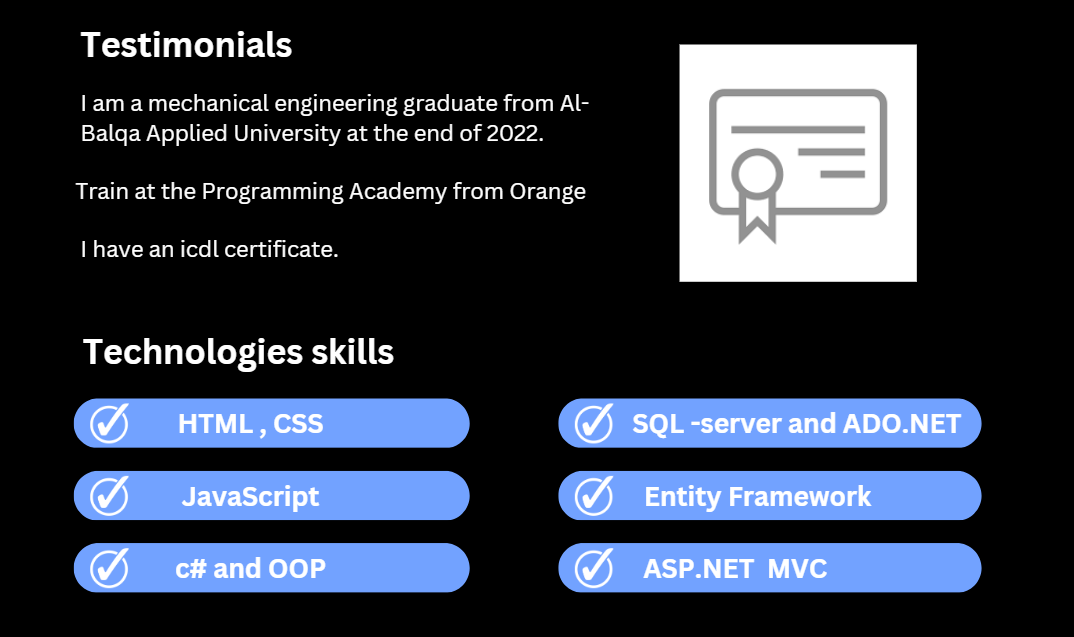 Testimonials
I am a mechanical engineering graduate from Al-
Balqa Applied University at the end of 2022.
Train at the Programming Academy from Orange
I have an icdl certificate.
Technologies skills
HTML , CSS
SQL -server and ADO.NET
JavaScript
Entity Framework
c# and OOP
ASP.NET  MVC